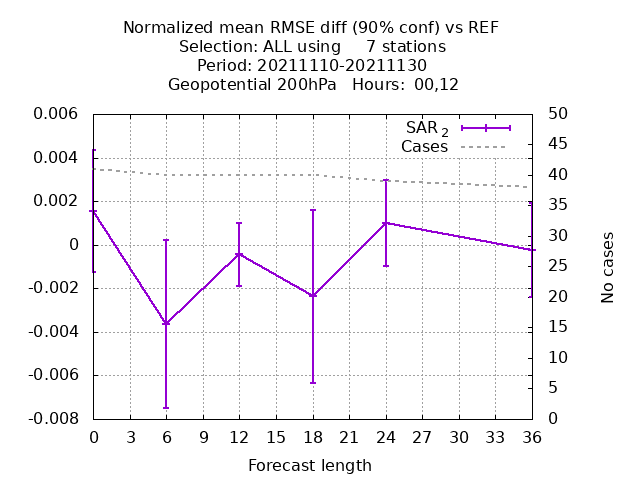 Normalized mean RMSE diff (90% conf) vs REF
Selection: ALL using     7 stations
Period: 20211110-20211130
Geopotential 200hPa   Hours: 00,12
0.006
0.004
0.002
0
-0.002
-0.004
-0.006
-0.008
SAR 2
Cases
50
45
40
35
30
25
20
15
10
5
0
No cases
0 3 6 9 12 15 18 21 24 27 30 33 36
Forecast length